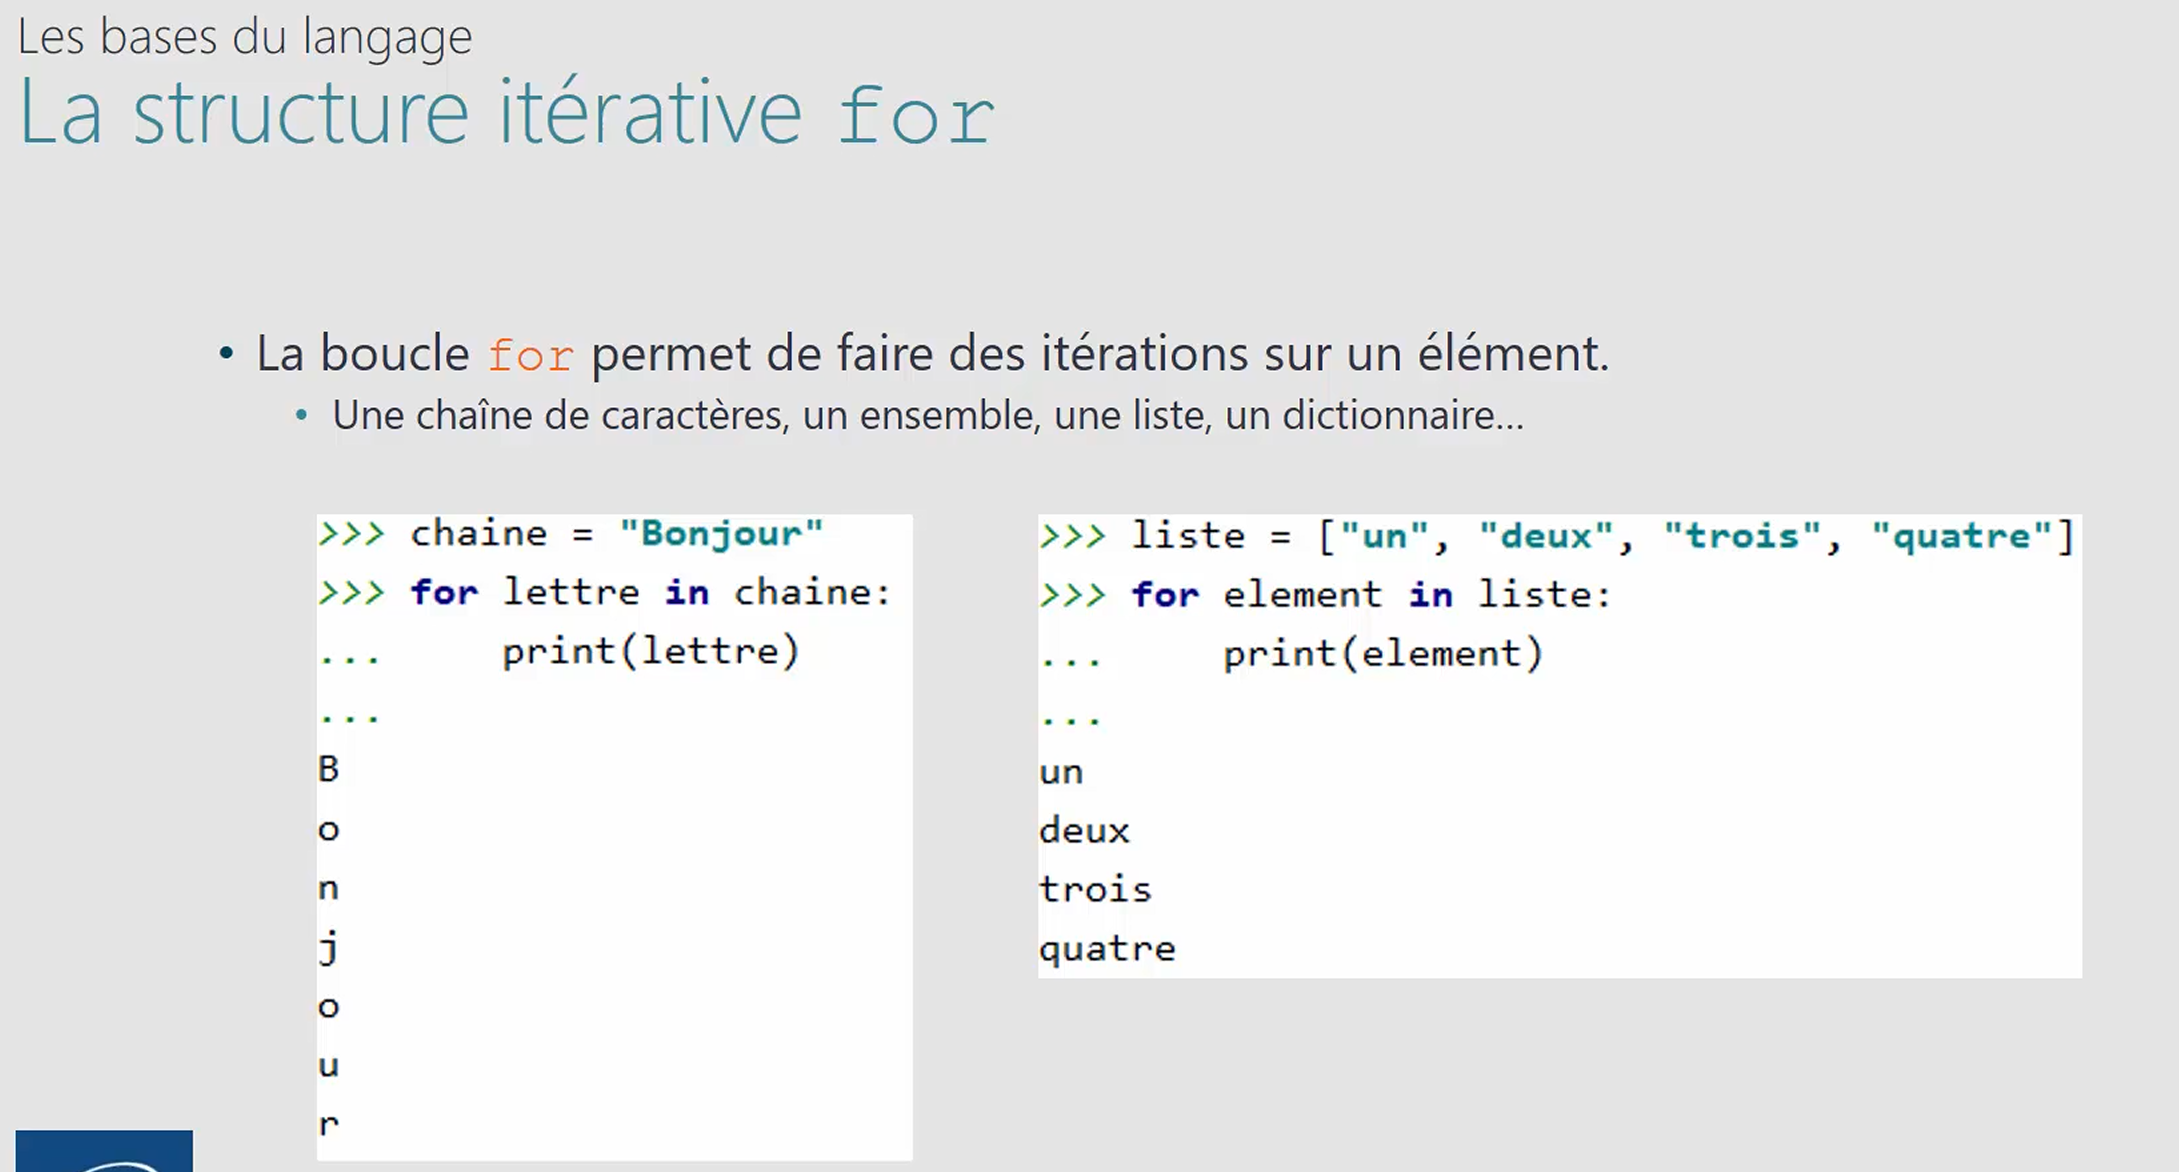 Les bases du langage
La structure itérative for
• La boucle for permet de faire des itérations sur un élément.
• Une chaîne de caractères, un ensemble, une liste, un dictionnaire...
>>> chaine = "Bonjour"
>>> for lettre in chaine:
...     print(lettre)
...
B
o
n
j
o
u
r
>>> liste = ["un", "deux", "trois", "quatre"]
>>> for element in liste:
...     print(element)
...
un
deux
trois
quatre